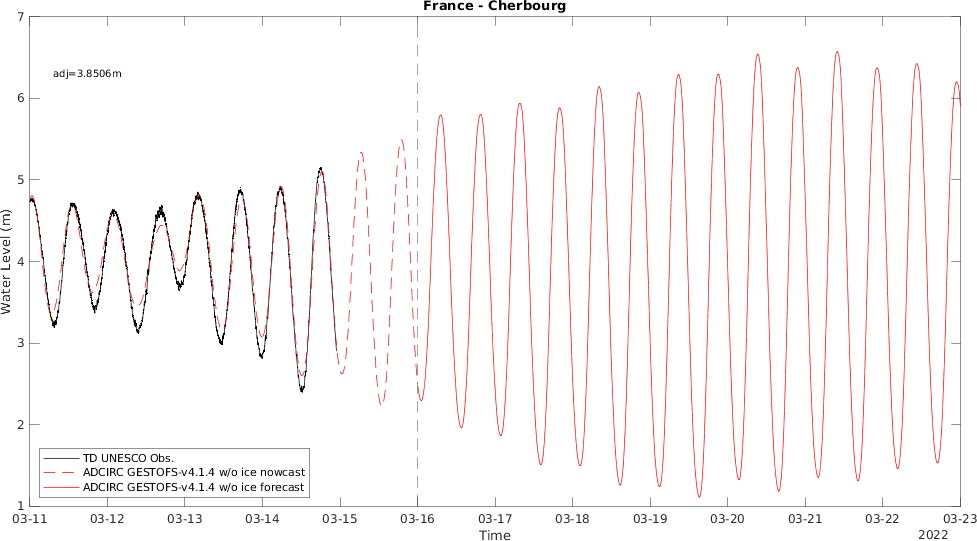 France - Cherbourg
7
adj=3.8506m
6
5
4
3
2
1
Water Level (m)
TD UNESCO Obs.
ADCIRC GESTOFS-v4.1.4 w/o ice nowcast
ADCIRC GESTOFS-v4.1.4 w/o ice forecast
03-11 03-12 03-13 03-14 03-15 03-16 03-17 03-18 03-19 03-20 03-21 03-22 03-23
Time
2022